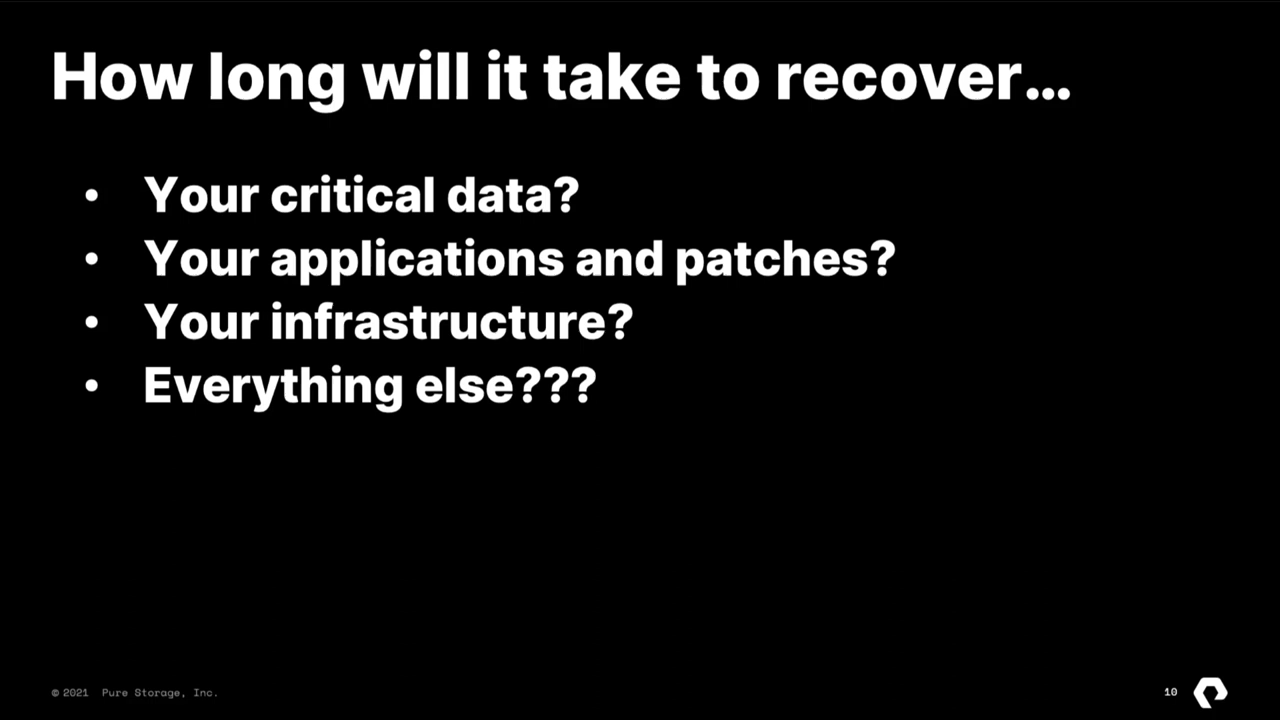 How long will it take to recover...
• Your critical data?
• Your applications and patches?
• Your infrastructure?
• Everything else???
© 2021 Pure Storage, Inc.
10